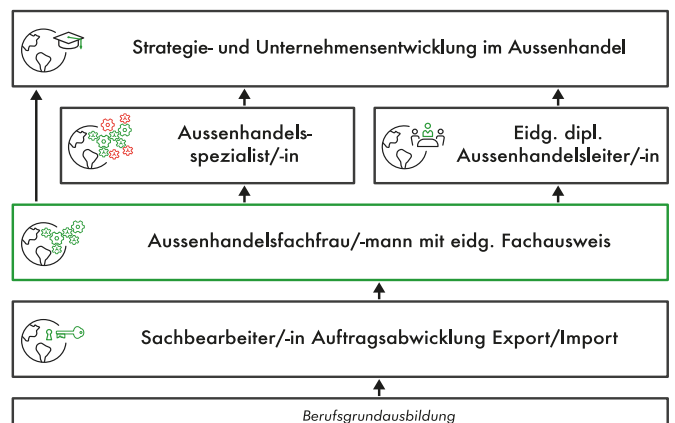 Strategie- und Unternehmensentwicklung im Aussenhandel
Aussenhandels-
spezialist/-in
Eidg. dipl.
Aussenhandelsleiter/-in
Aussenhandelsfachfrau/-mann mit eidg. Fachausweis
Sachbearbeiter/-in Auftragsabwicklung Export/Import
Berufsgrundausbildung